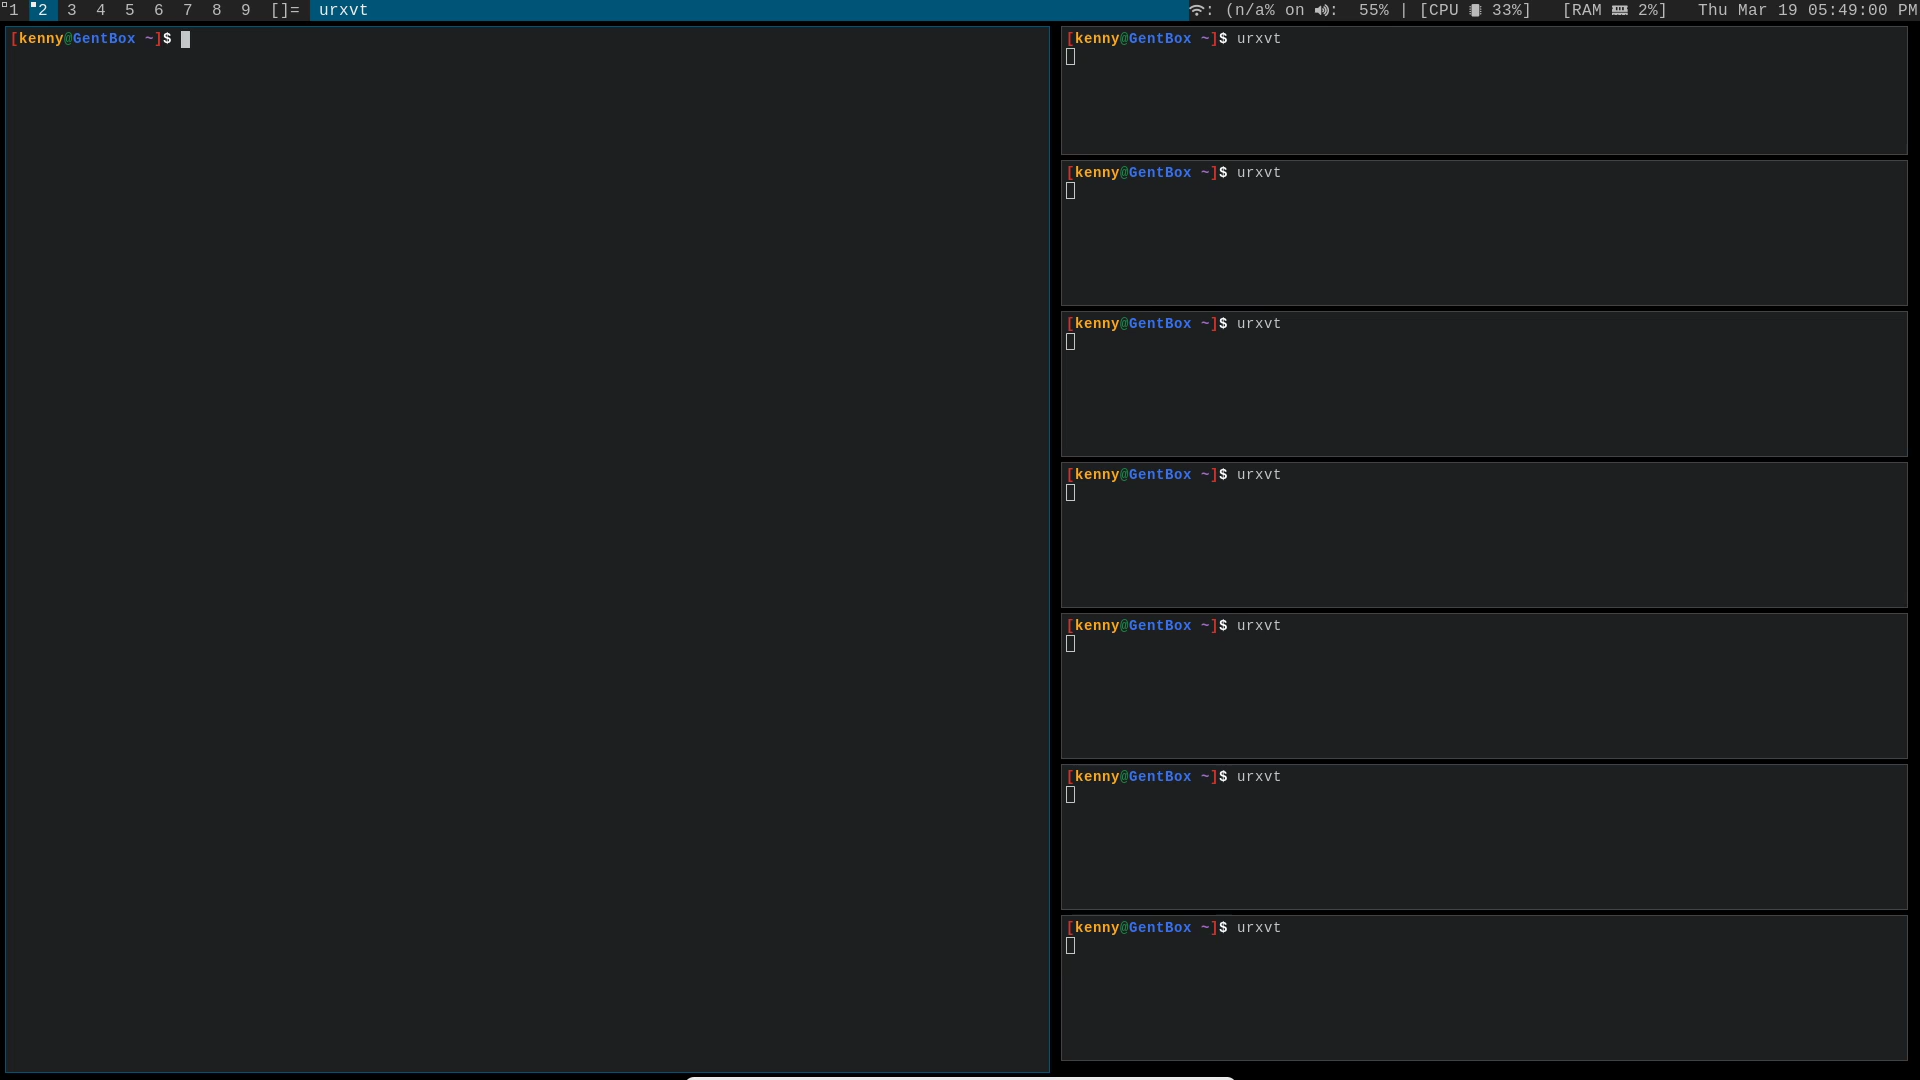 1 2 3 4 5 6 7 8 9 []= urxvt : (n/a% on : 55% | [CPU 33%] [RAM 2%] Thu Mar 19 05:49:00 PM
[kenny@GentBox ~]$
[kenny@GentBox ~]$ urxvt
[kenny@GentBox ~]$ urxvt
[kenny@GentBox ~]$ urxvt
[kenny@GentBox ~]$ urxvt
[kenny@GentBox ~]$ urxvt
[kenny@GentBox ~]$ urxvt
[kenny@GentBox ~]$ urxvt